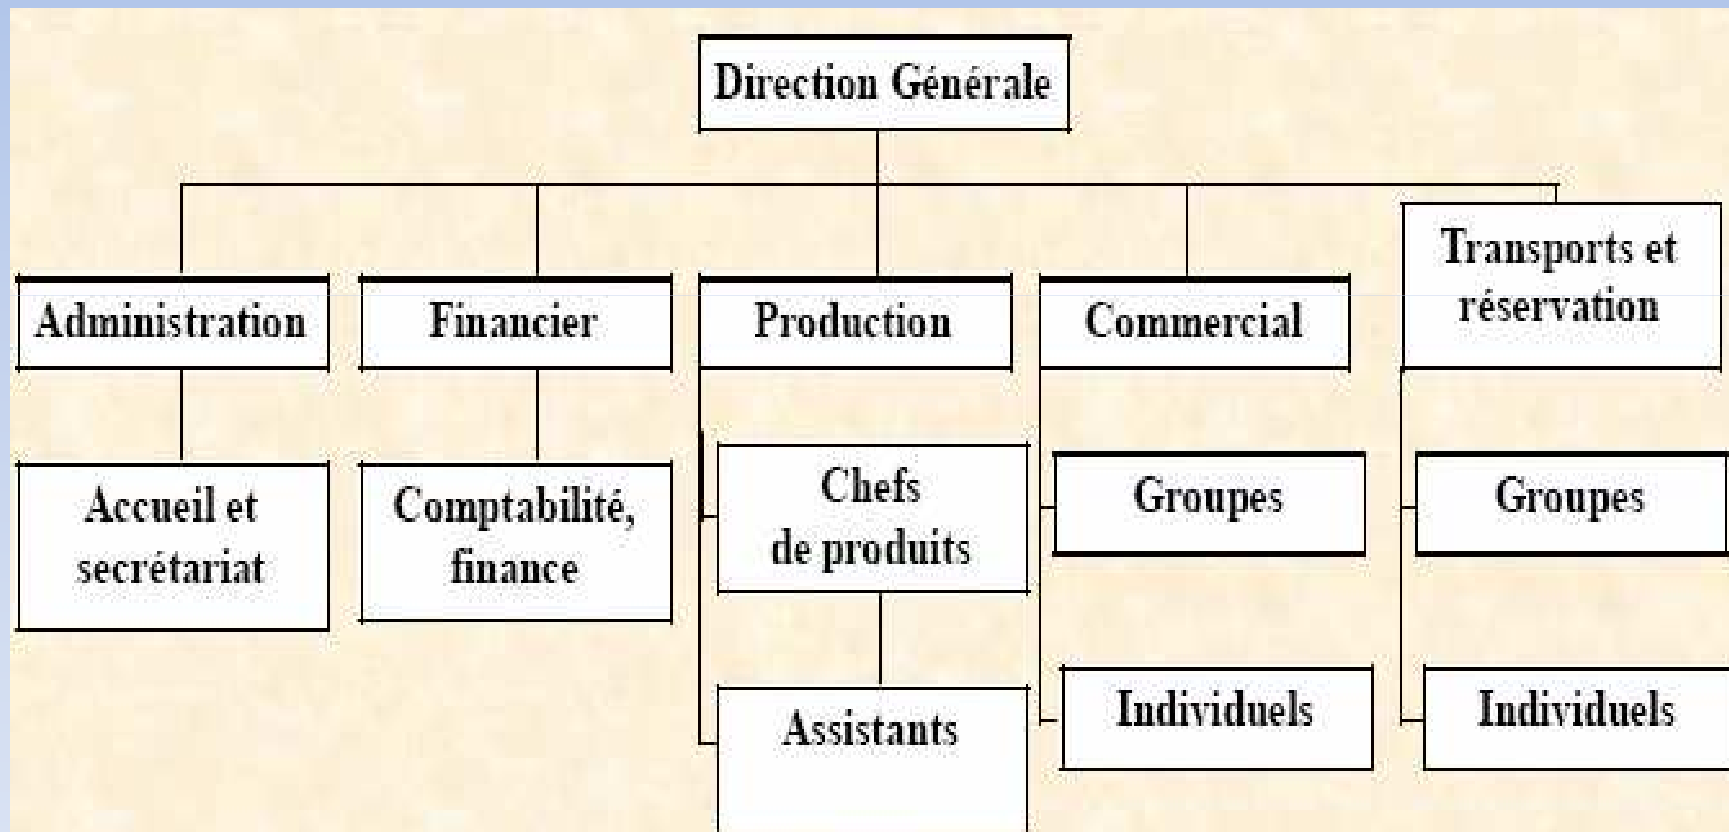 Direction Générale
Administration
Financier
Production
Commercial
Transports et
réservation
Accueil et
secrétariat
Comptabilité,
finance
Chefs
de produits
Groupes
Groupes
Assistants
Individuels
Individuels